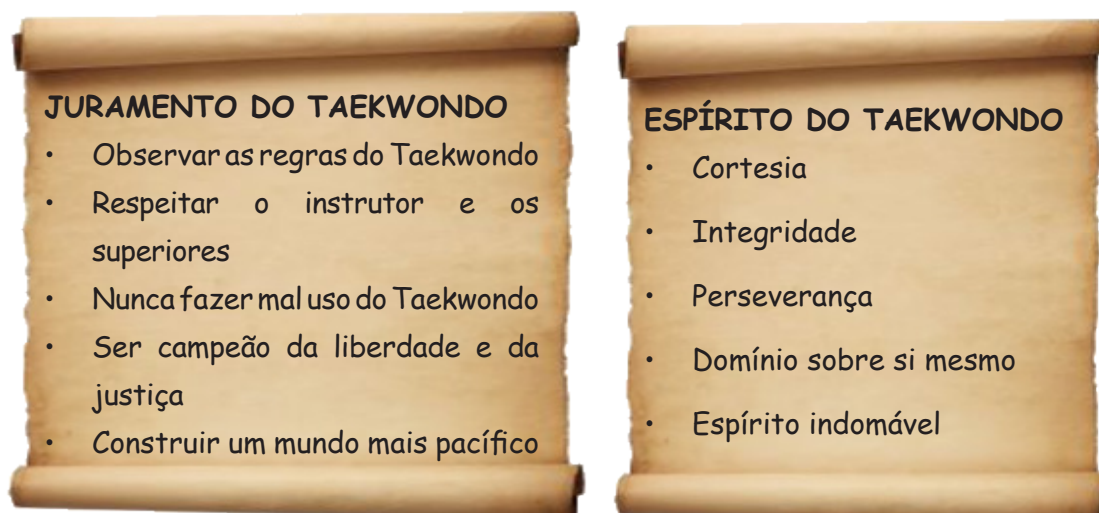 JURAMENTO DO TAEKWONDO
• Observar as regras do Taekwondo
• Respeitar o instrutor e os
superiores
• Nunca fazer mal uso do Taekwondo
• Ser campeão da liberdade e da
justiça
• Construir um mundo mais pacífico
ESPÍRITO DO TAEKWONDO
• Cortesia
• Integridade
• Perseverança
• Domínio sobre si mesmo
• Espírito indomável